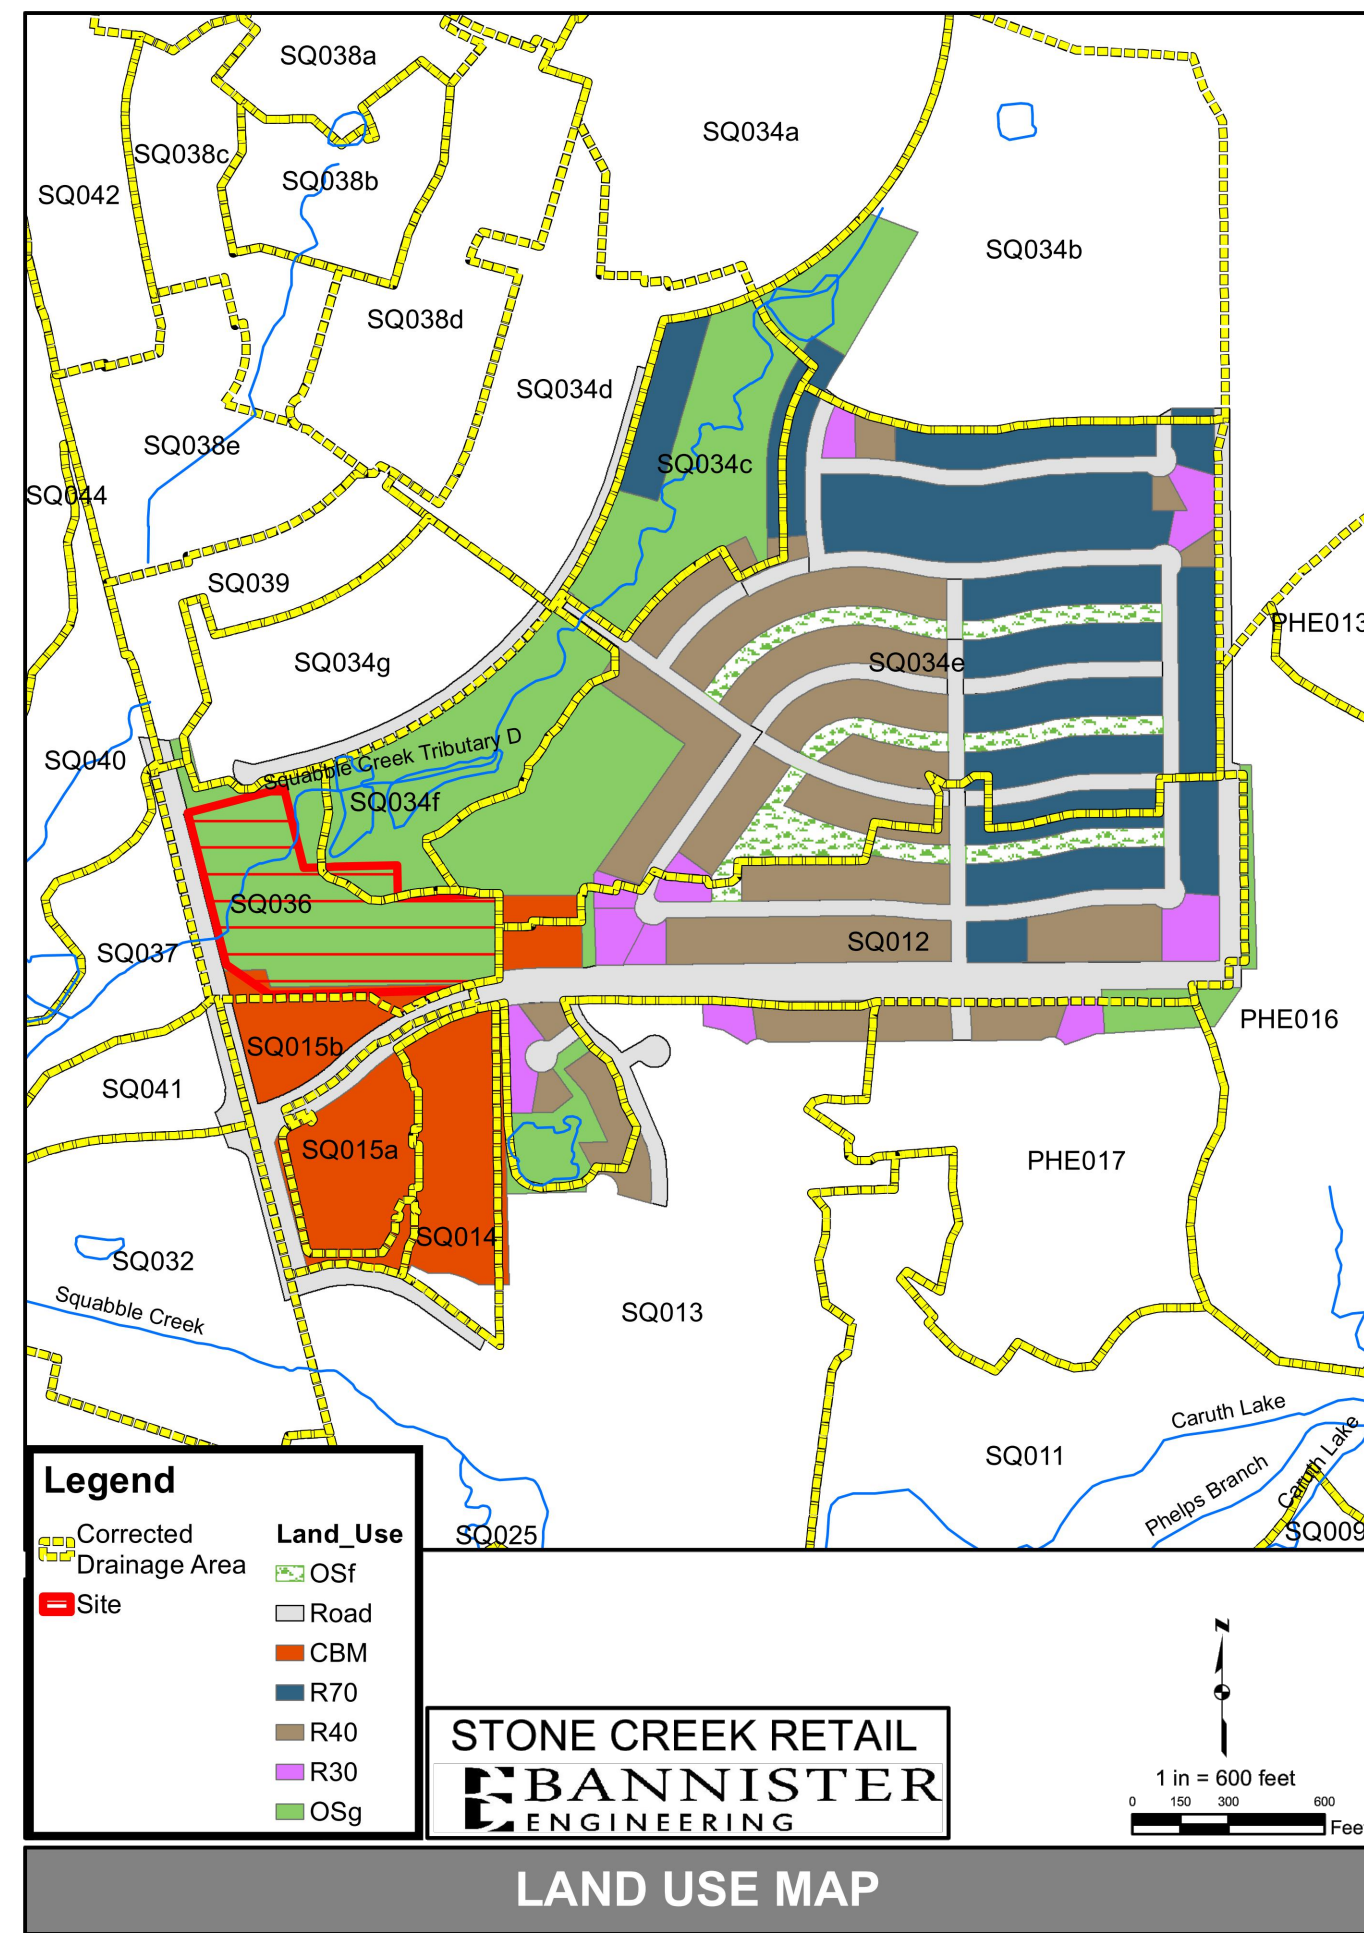 SQ038a
SQ034a
SQ038c
SQ038b
SQ042
SQ034b
SQ038d
SQ034d
SQ038e
SQ034c
SQ044
SQ039
PHE013
SQ034g
SQ034e
Squabble Creek Tributary D
SQ040
SQ034f
SQ036
SQ037
SQ012
PHE016
SQ015b
SQ041
SQ015a
PHE017
SQ014
SQ032
Squabble Creek
SQ013
Caruth Lake
SQ011
Phelps Branch
Caruth Lake
SQ025
SQ009
Legend
Corrected
Drainage Area
Site
Land_Use
OSf
Road
CBM
R70
R40
R30
OSg
STONE CREEK RETAIL
BANNISTER
ENGINEERING
N
1 in = 600 feet
0 150 300 600
Feet
LAND USE MAP